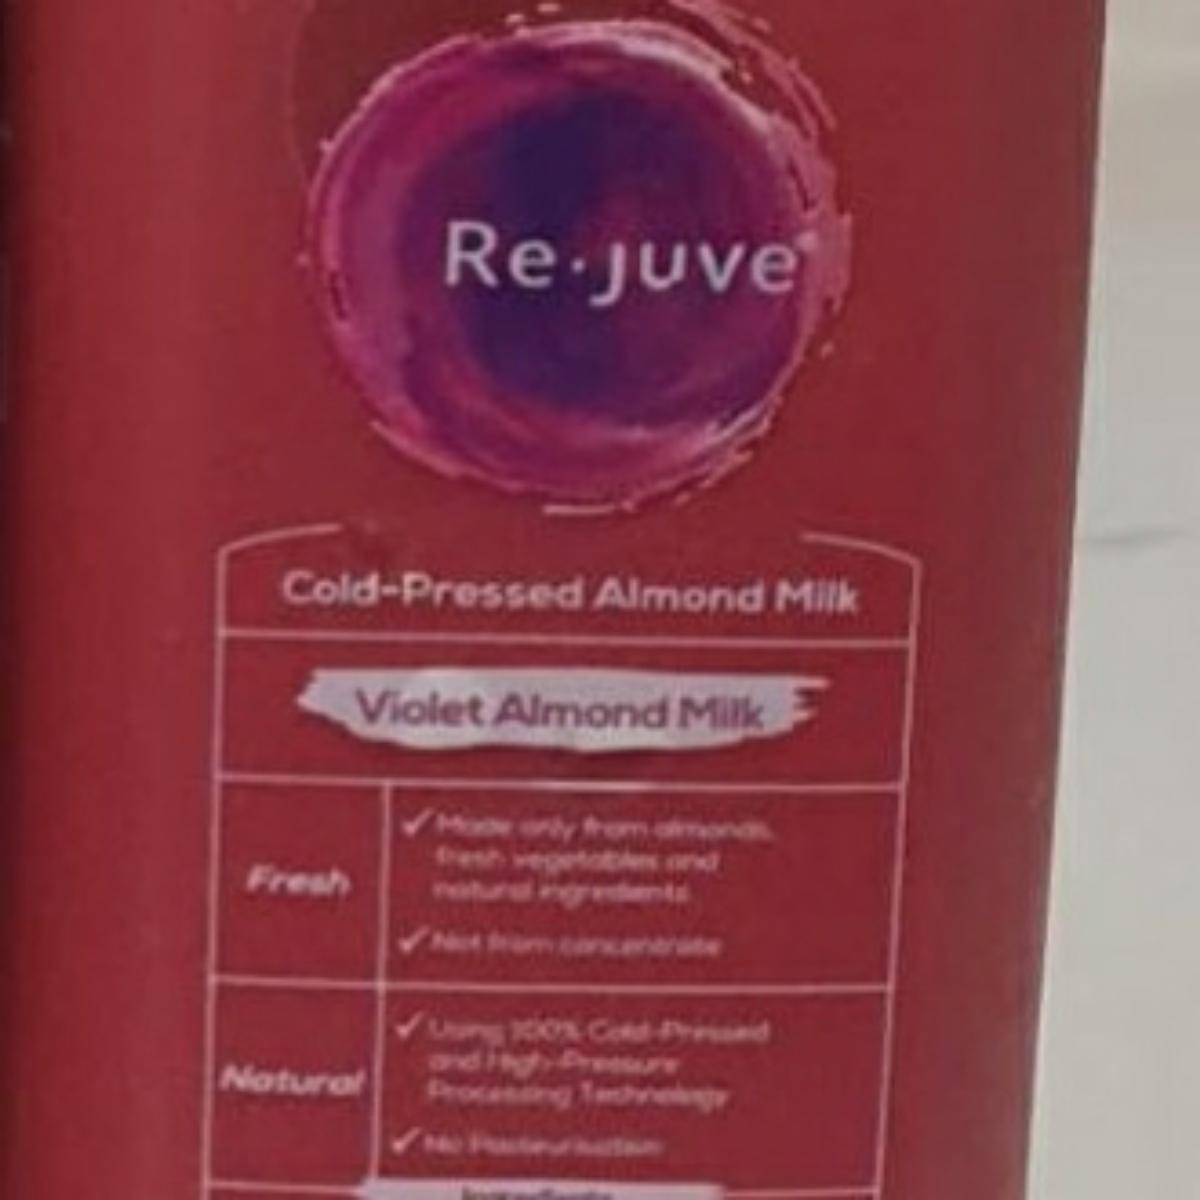 Re·juve
Cold-Pressed Almond Milk
Violet Almond Milk
Fresh
✓ Made only from almonds,
fresh vegetables and
natural ingredients
✓ Not from concentrate
Natural
✓ Using 100% Cold-Pressed
and High-Pressure
Processing Technology
✓ No Pasteurisation
Ingredients